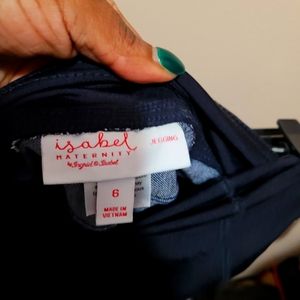 isabel
MATERNITY
by Ingrid & Isabel
JEGGING
6
MADE IN
VIETNAM